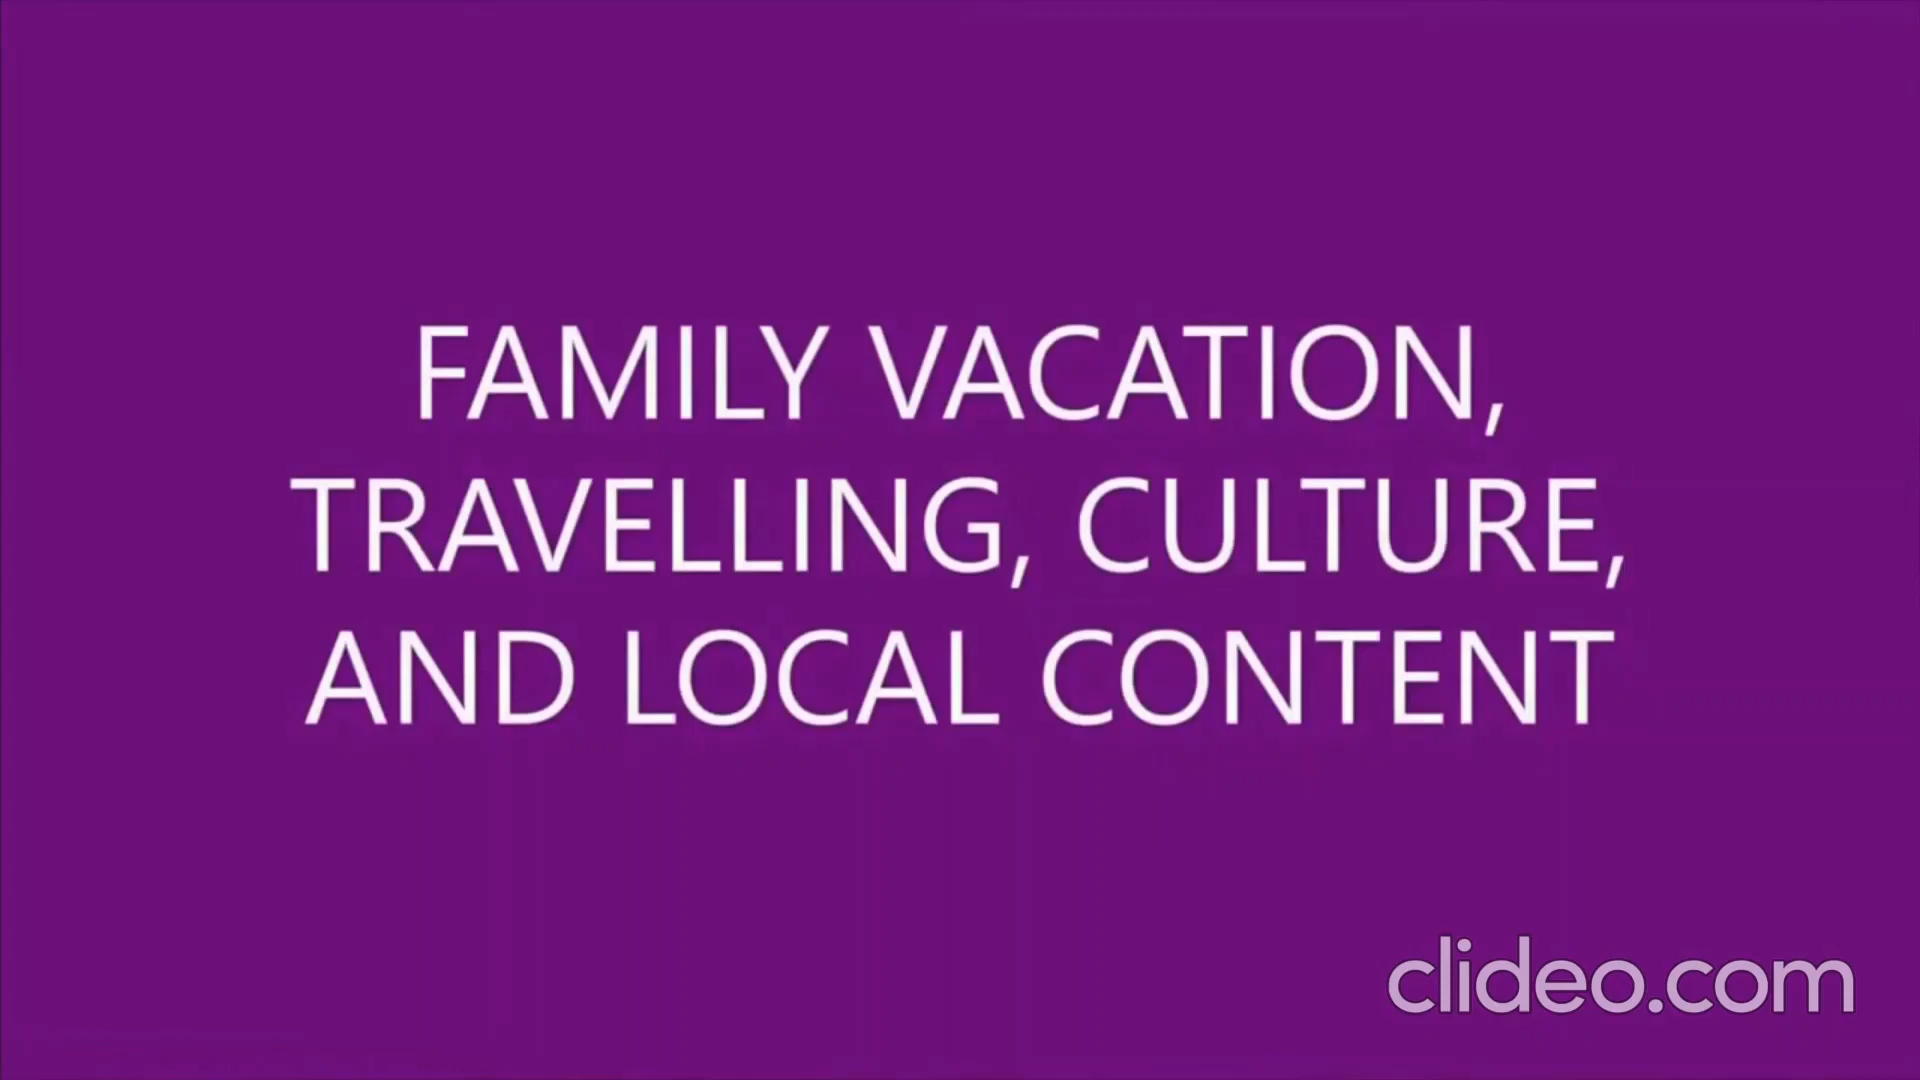 FAMILY VACATION,
TRAVELLING, CULTURE,
AND LOCAL CONTENT
clideo.com